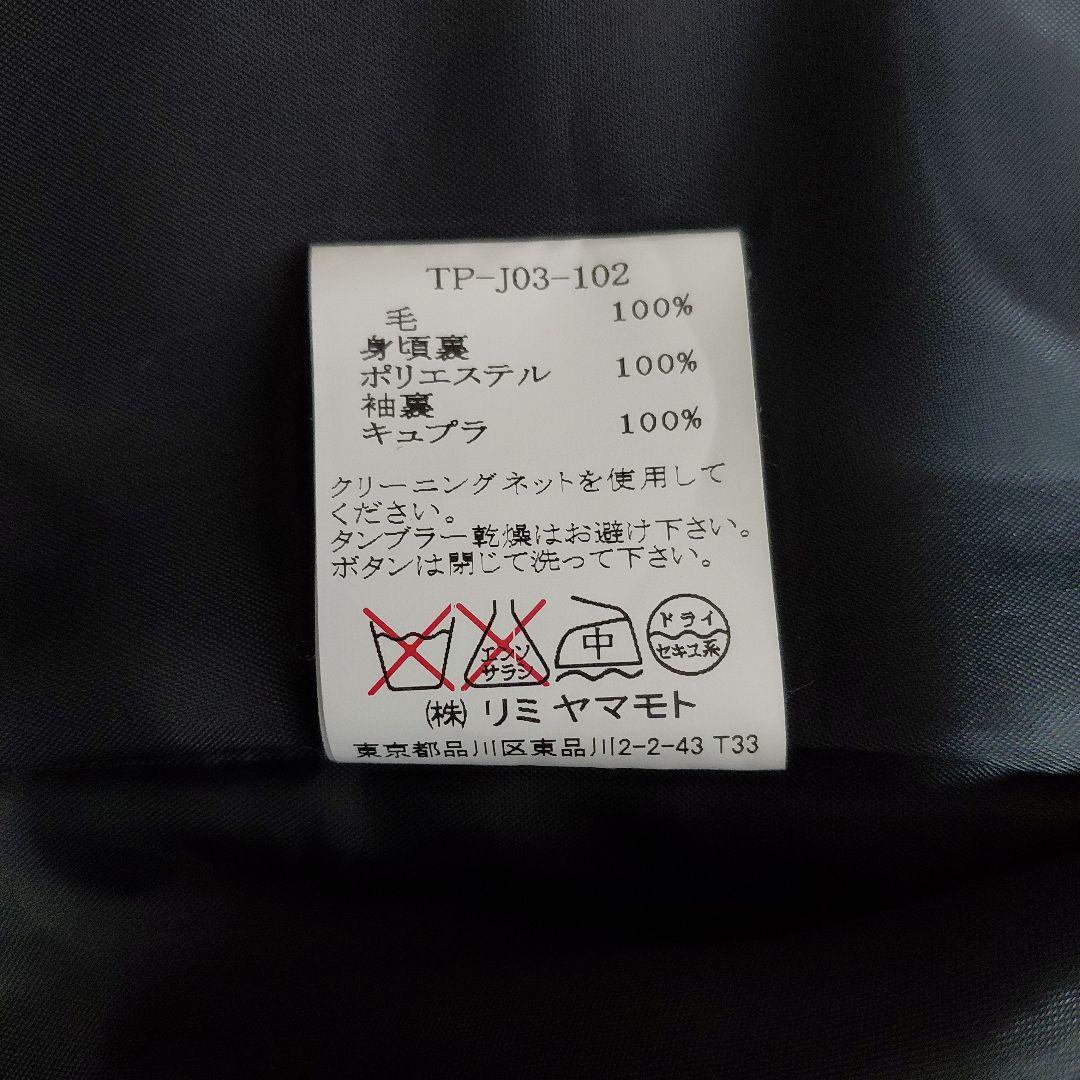 TP-J03-102
毛 100%
身頃裏
ポリエステル 100%
袖裏
キュプラ 100%
クリーニングネットを使用して
ください。
タンブラー乾燥はお避け下さい。
ボタンは閉じて洗って下さい。
エンソ
サラシ
中
ドライ
セキユ系
(株) リミ ヤマモト
東京都品川区東品川2-2-43 T33